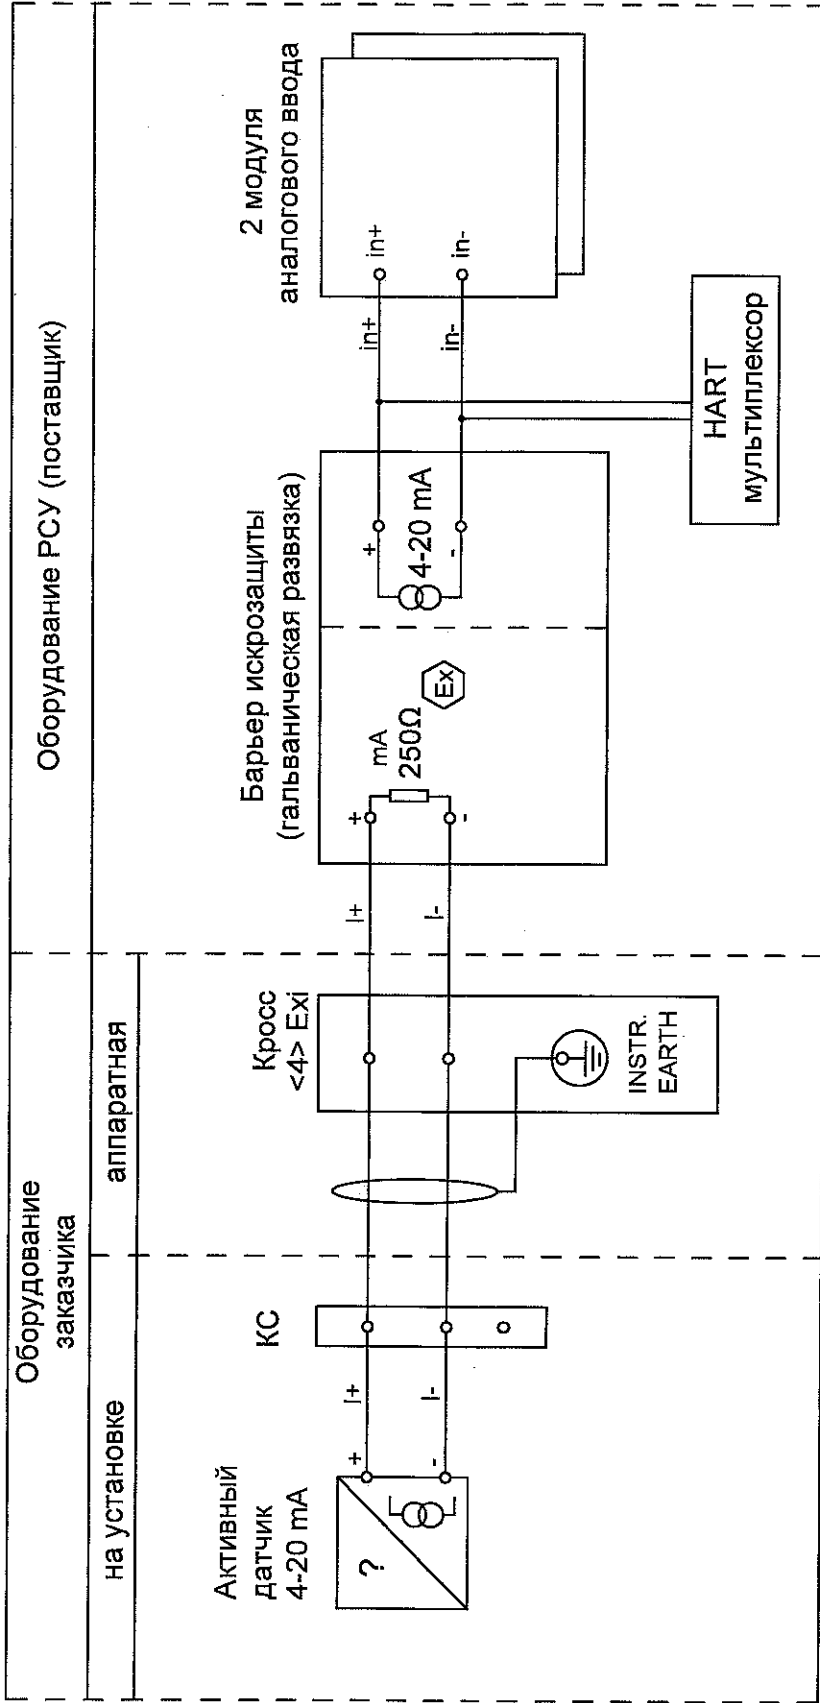 Оборудование
заказчика
Оборудование РСУ (поставщик)
на установке
аппаратная
Активный
датчик
4-20 mA
?
+
-
I+
I-
КС
Кросс
<4> Exi
INSTR.
EARTH
I+
I-
Барьер искрозащиты
(гальваническая развязка)
+
-
mA
250Ω
Ex
+
-
4-20 mA
in+
in-
HART
мультиплексор
2 модуля
аналогового ввода
in+
in-